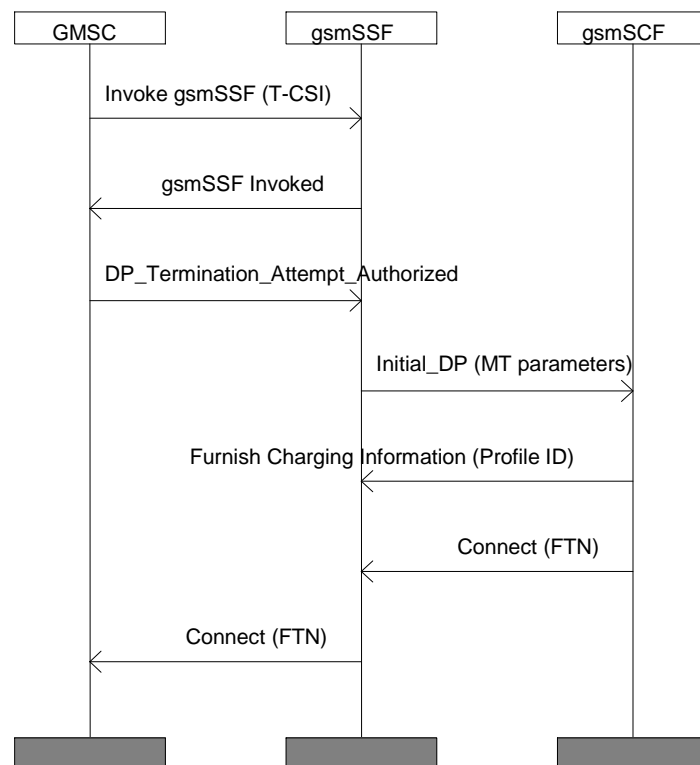 GMSC
gsmSSF
gsmSCF
Invoke gsmSSF (T-CSI)
gsmSSF Invoked
DP_Termination_Attempt_Authorized
Initial_DP (MT parameters)
Furnish Charging Information (Profile ID)
Connect (FTN)
Connect (FTN)